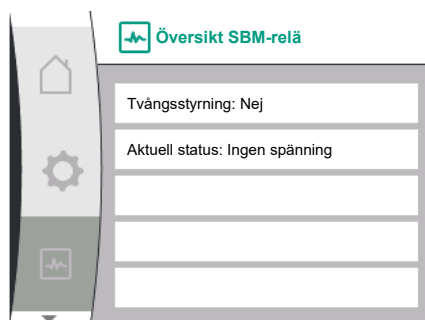 Översikt SBM-relä
Tvångsstyrning: Nej
Aktuell status: Ingen spänning